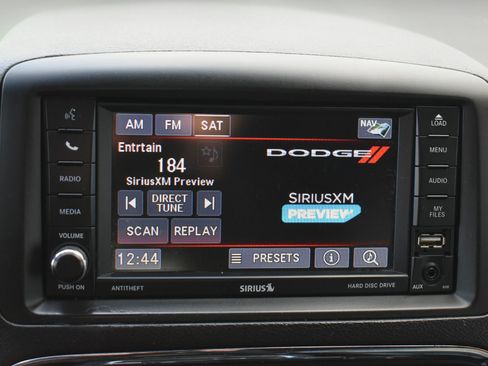 AM FM SAT
NAV
Entrtain
184
SiriusXM Preview
DODGE
SIRIUSXM
PREVIEW
DIRECT
TUNE
SCAN REPLAY
12:44
PRESETS
RADIO
MEDIA
VOLUME
PUSH ON
ANTITHEFT
SIRIUS
HARD DISC DRIVE
LOAD
MENU
AUDIO
MY
FILES
AUX